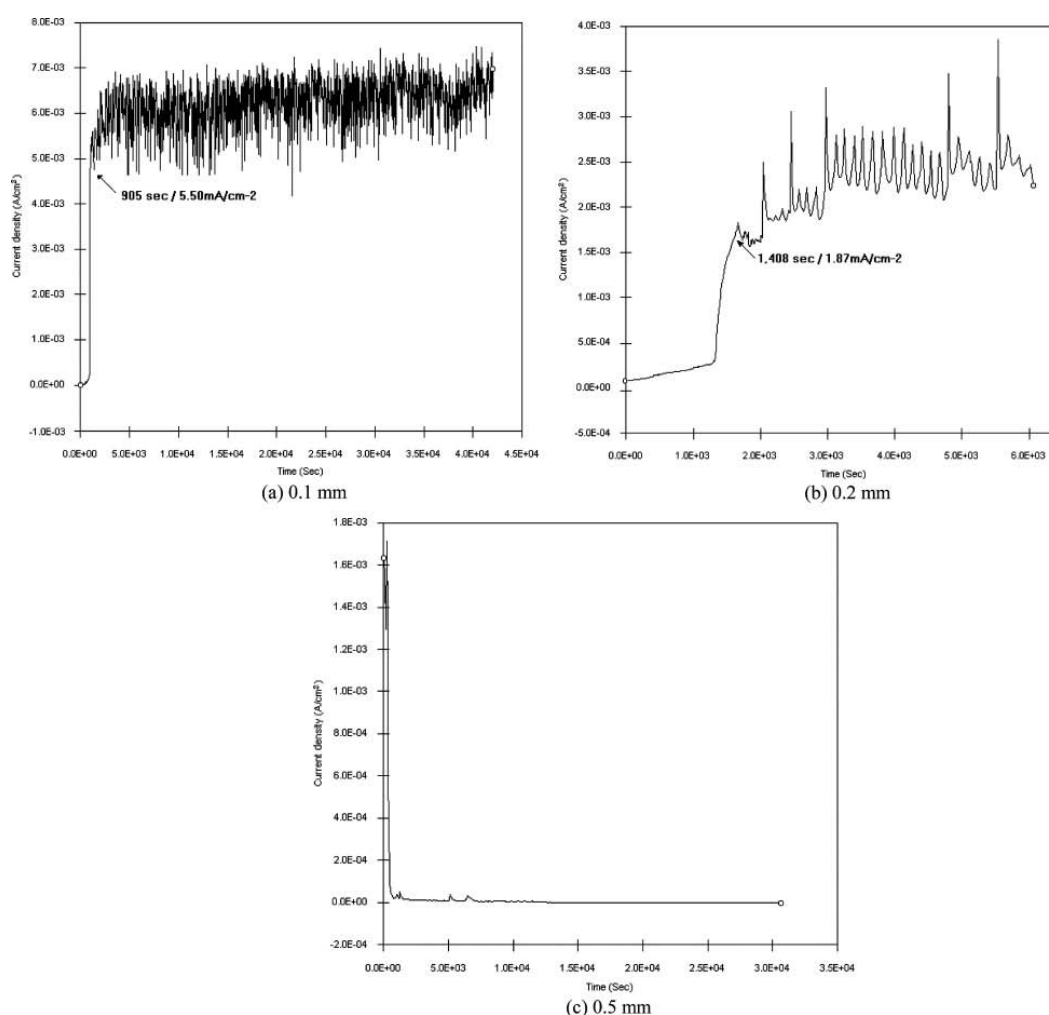 8.0E-03
7.0E-03
6.0E-03
5.0E-03
4.0E-03
3.0E-03
2.0E-03
1.0E-03
0.0E+00
-1.0E-03
Current density (A/cm²)
905 sec / 5.50mA/cm-2
0.0E+00 5.0E+03 1.0E+04 1.5E+04 2.0E+04 2.5E+04 3.0E+04 3.5E+04 4.0E+04 4.5E+04
Time (Sec)
(a) 0.1 mm
4.0E-03
3.5E-03
3.0E-03
2.5E-03
2.0E-03
1.5E-03
1.0E-03
5.0E-04
0.0E+00
-5.0E-04
Current density (A/cm²)
1,408 sec / 1.87mA/cm-2
0.0E+00 1.0E+03 2.0E+03 3.0E+03 4.0E+03 5.0E+03 6.0E+03
Time (Sec)
(b) 0.2 mm
1.8E-03
1.6E-03
1.4E-03
1.2E-03
1.0E-03
8.0E-04
6.0E-04
4.0E-04
2.0E-04
0.0E+00
-2.0E-04
Current density (A/cm²)
0.0E+00 5.0E+03 1.0E+04 1.5E+04 2.0E+04 2.5E+04 3.0E+04 3.5E+04
Time (Sec)
(c) 0.5 mm